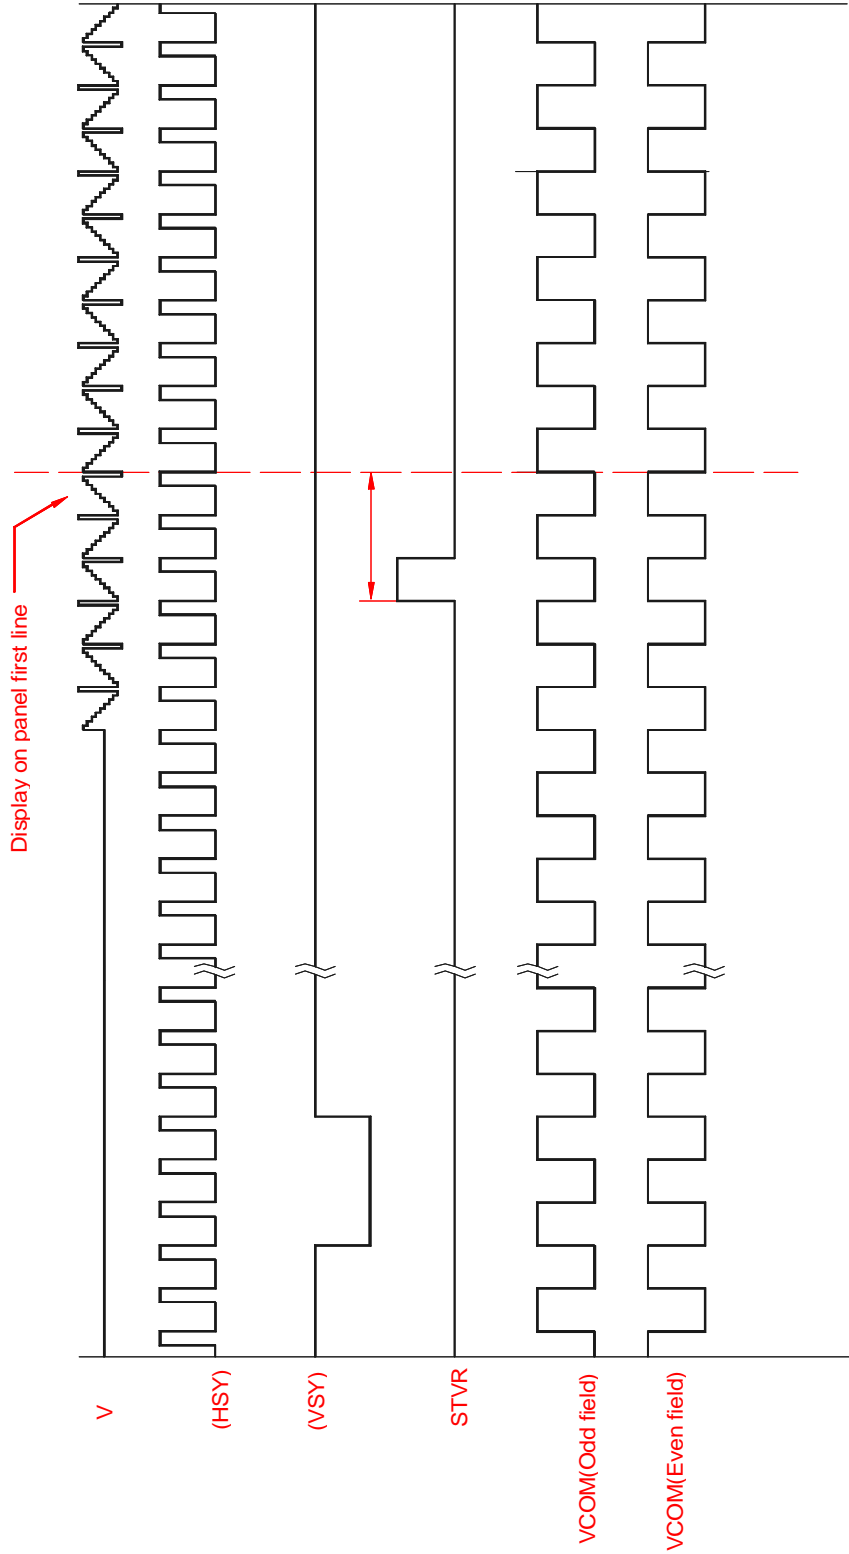 Display on panel first line
V
(HSY)
(VSY)
STVR
VCOM(Odd field)
VCOM(Even field)